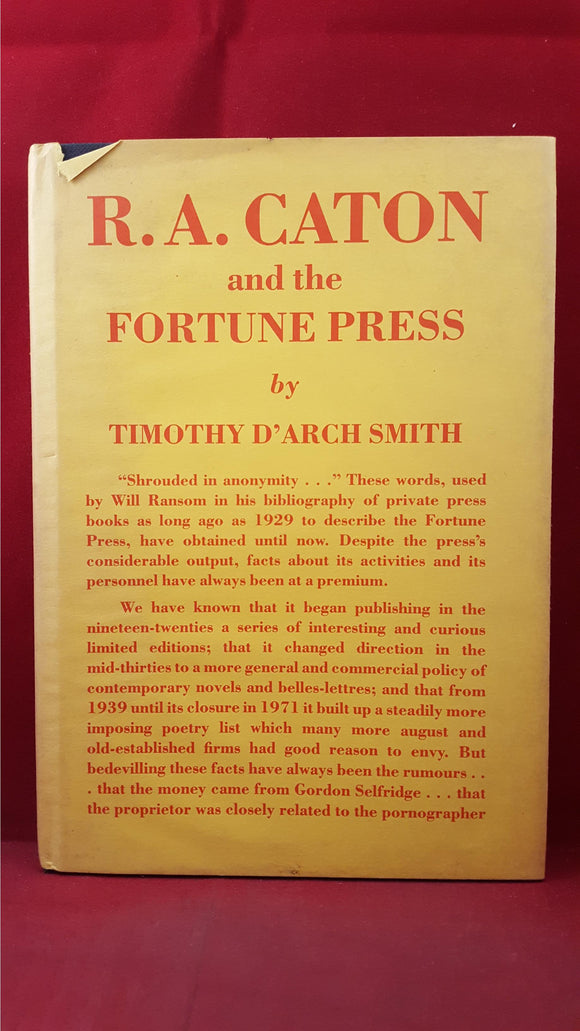 R. A. CATON
and the
FORTUNE PRESS
by
TIMOTHY D'ARCH SMITH
“Shrouded in anonymity . . .” These words, used
by Will Ransom in his bibliography of private press
books as long ago as 1929 to describe the Fortune
Press, have obtained until now. Despite the press's
considerable output, facts about its activities and its
personnel have always been at a premium.
We have known that it began publishing in the
nineteen-twenties a series of interesting and curious
limited editions; that it changed direction in the
mid-thirties to a more general and commercial policy of
contemporary novels and belles-lettres; and that from
1939 until its closure in 1971 it built up a steadily more
imposing poetry list which many more august and
old-established firms had good reason to envy. But
bedevilling these facts have always been the rumours . .
. that the money came from Gordon Selfridge . . . that
the proprietor was closely related to the pornographer